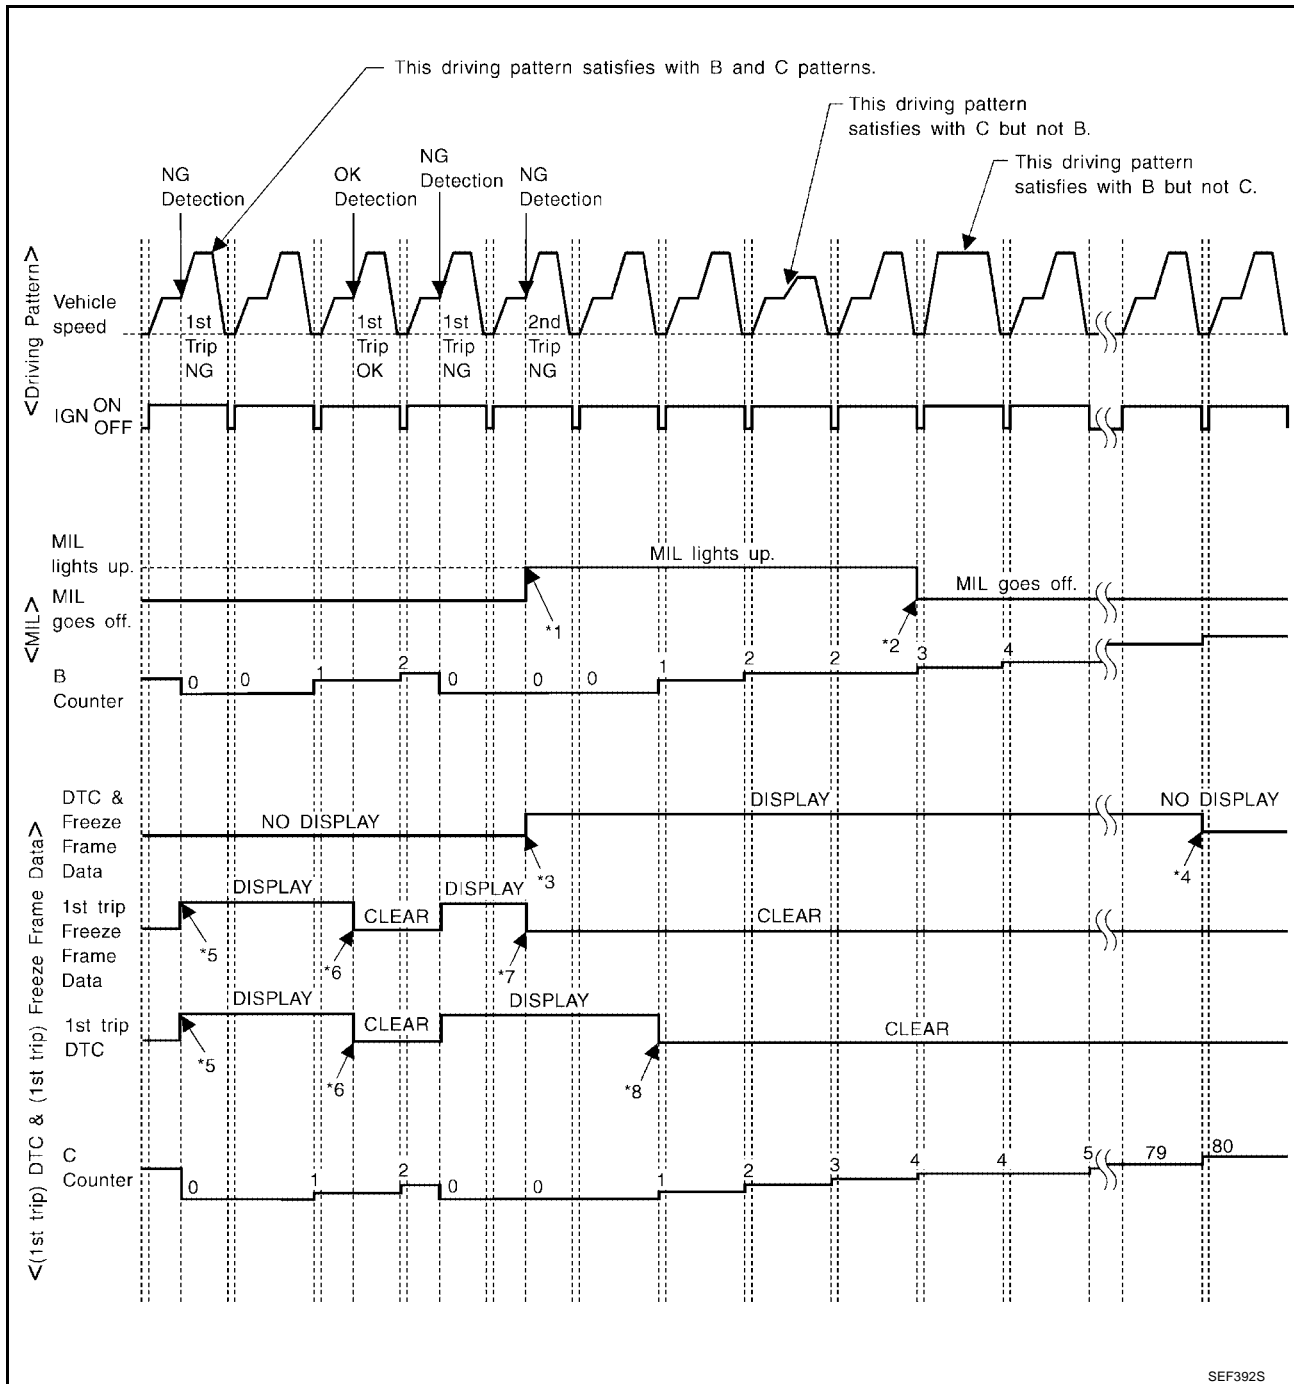 This driving pattern satisfies with B and C patterns.
This driving pattern
satisfies with C but not B.
This driving pattern
satisfies with B but not C.
NG
Detection
OK
Detection
NG
Detection
NG
Detection
<Driving Pattern>
Vehicle
speed
1st
Trip
NG
1st
Trip
OK
1st
Trip
NG
2nd
Trip
NG
IGN ON
OFF
<MIL>
MIL
lights up.
MIL
goes off.
MIL lights up.
MIL goes off.
*1
*2
B
Counter
0 0 1 2 0 0 0 1 2 2 3 4
<(1st trip) DTC & (1st trip) Freeze Frame Data>
DTC &
Freeze
Frame
Data
NO DISPLAY
DISPLAY
NO DISPLAY
*3
*4
1st trip
Freeze
Frame
Data
DISPLAY
CLEAR
DISPLAY
CLEAR
*5
*6
*7
1st trip
DTC
DISPLAY
CLEAR
DISPLAY
CLEAR
*5
*6
*8
C
Counter
0 1 2 0 0 1 2 3 4 4 5 79 80
SEF392S